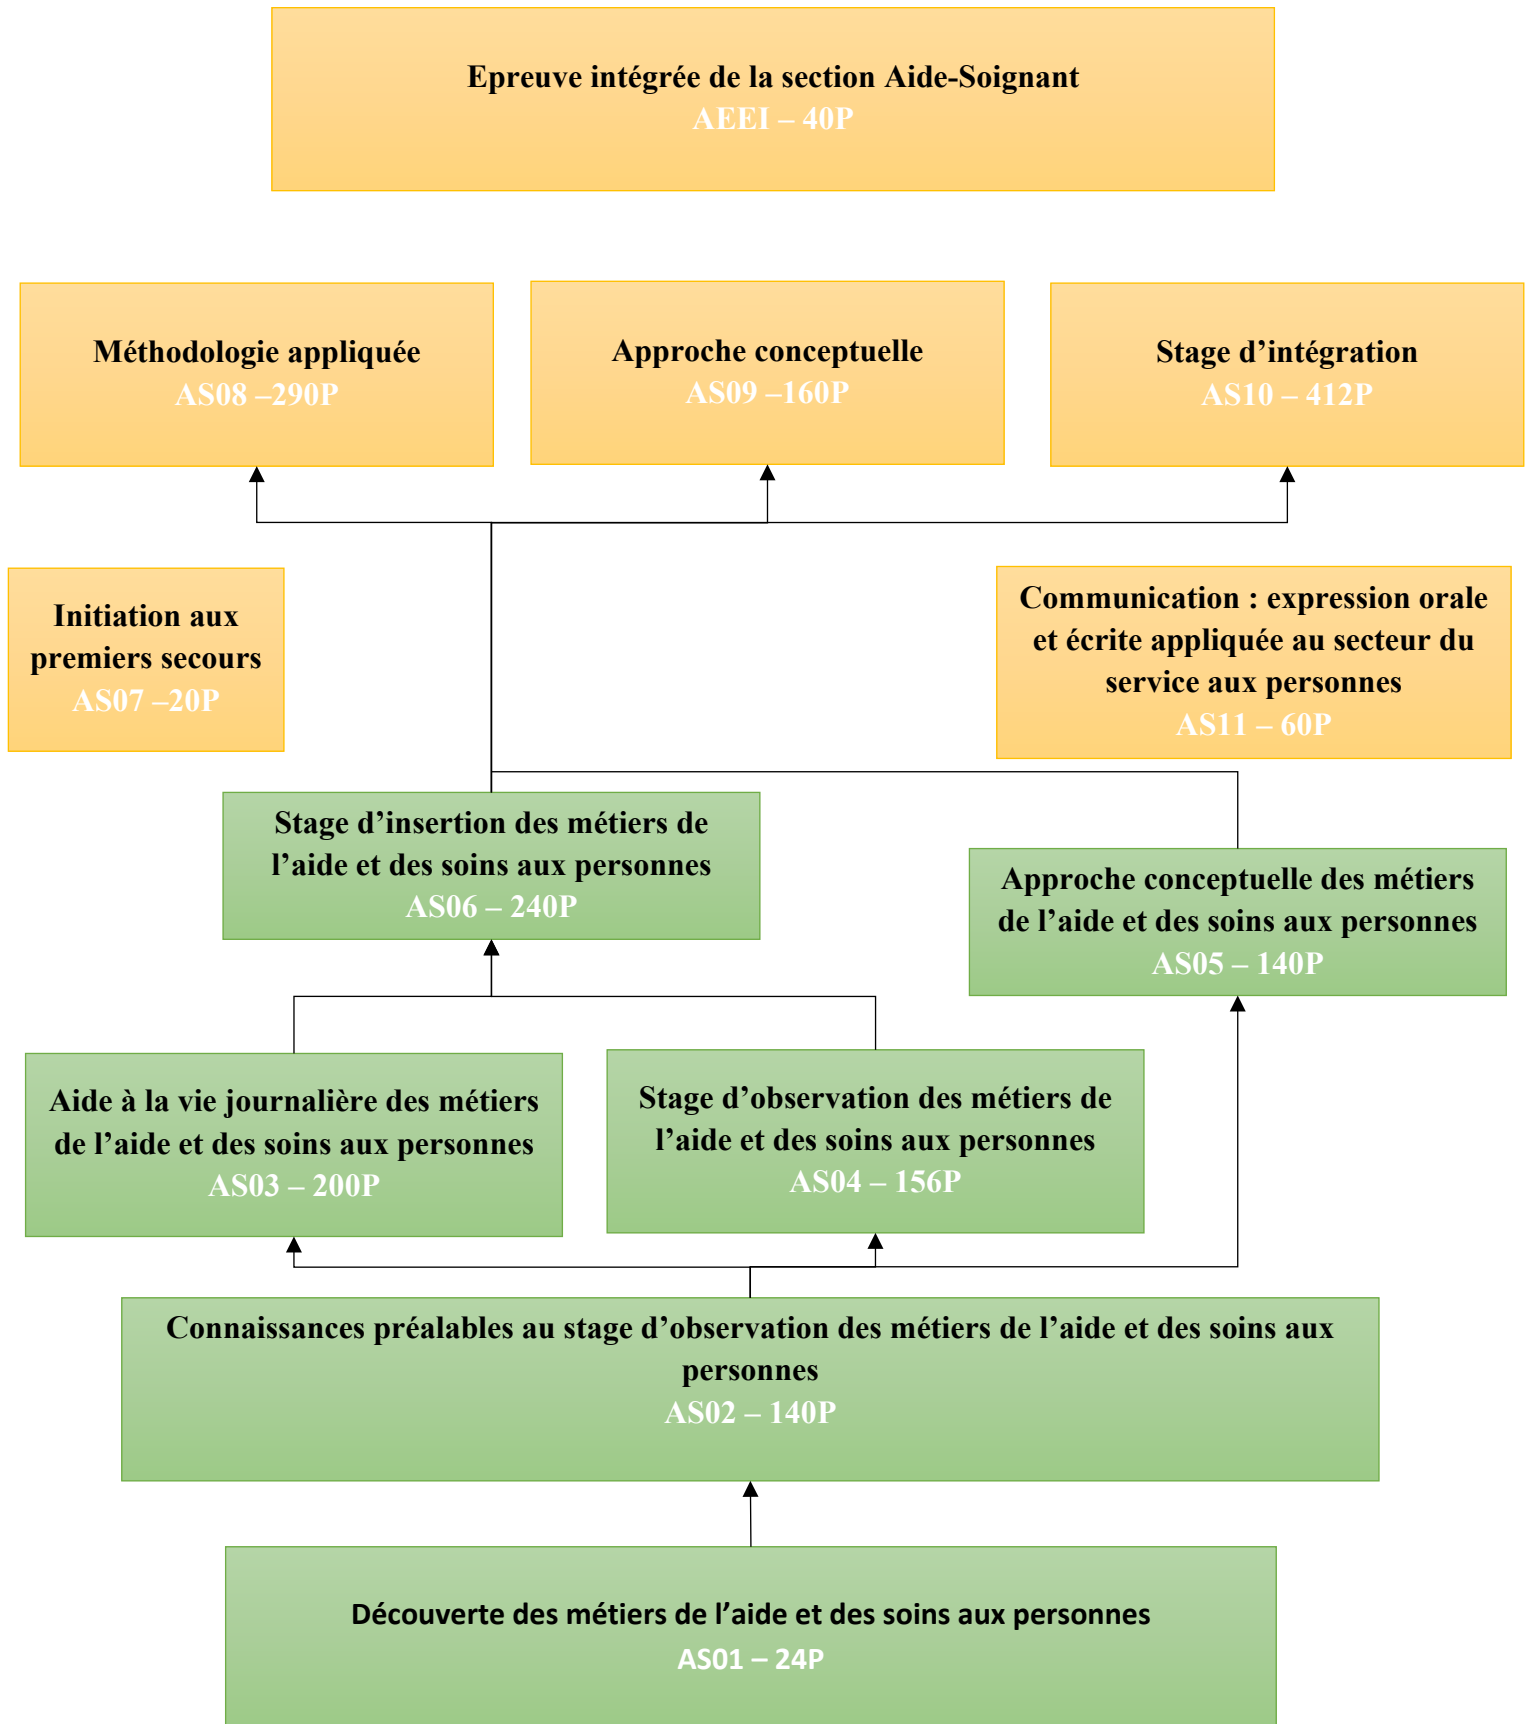 Epreuve intégrée de la section Aide-Soignant
AEEI – 40P
Méthodologie appliquée
AS08 –290P
Approche conceptuelle
AS09 –160P
Stage d’intégration
AS10 – 412P
Initiation aux
premiers secours
AS07 –20P
Communication : expression orale
et écrite appliquée au secteur du
service aux personnes
AS11 – 60P
Stage d’insertion des métiers de
l’aide et des soins aux personnes
AS06 – 240P
Approche conceptuelle des métiers
de l’aide et des soins aux personnes
AS05 – 140P
Aide à la vie journalière des métiers
de l’aide et des soins aux personnes
AS03 – 200P
Stage d’observation des métiers de
l’aide et des soins aux personnes
AS04 – 156P
Connaissances préalables au stage d’observation des métiers de l’aide et des soins aux
personnes
AS02 – 140P
Découverte des métiers de l’aide et des soins aux personnes
AS01 – 24P